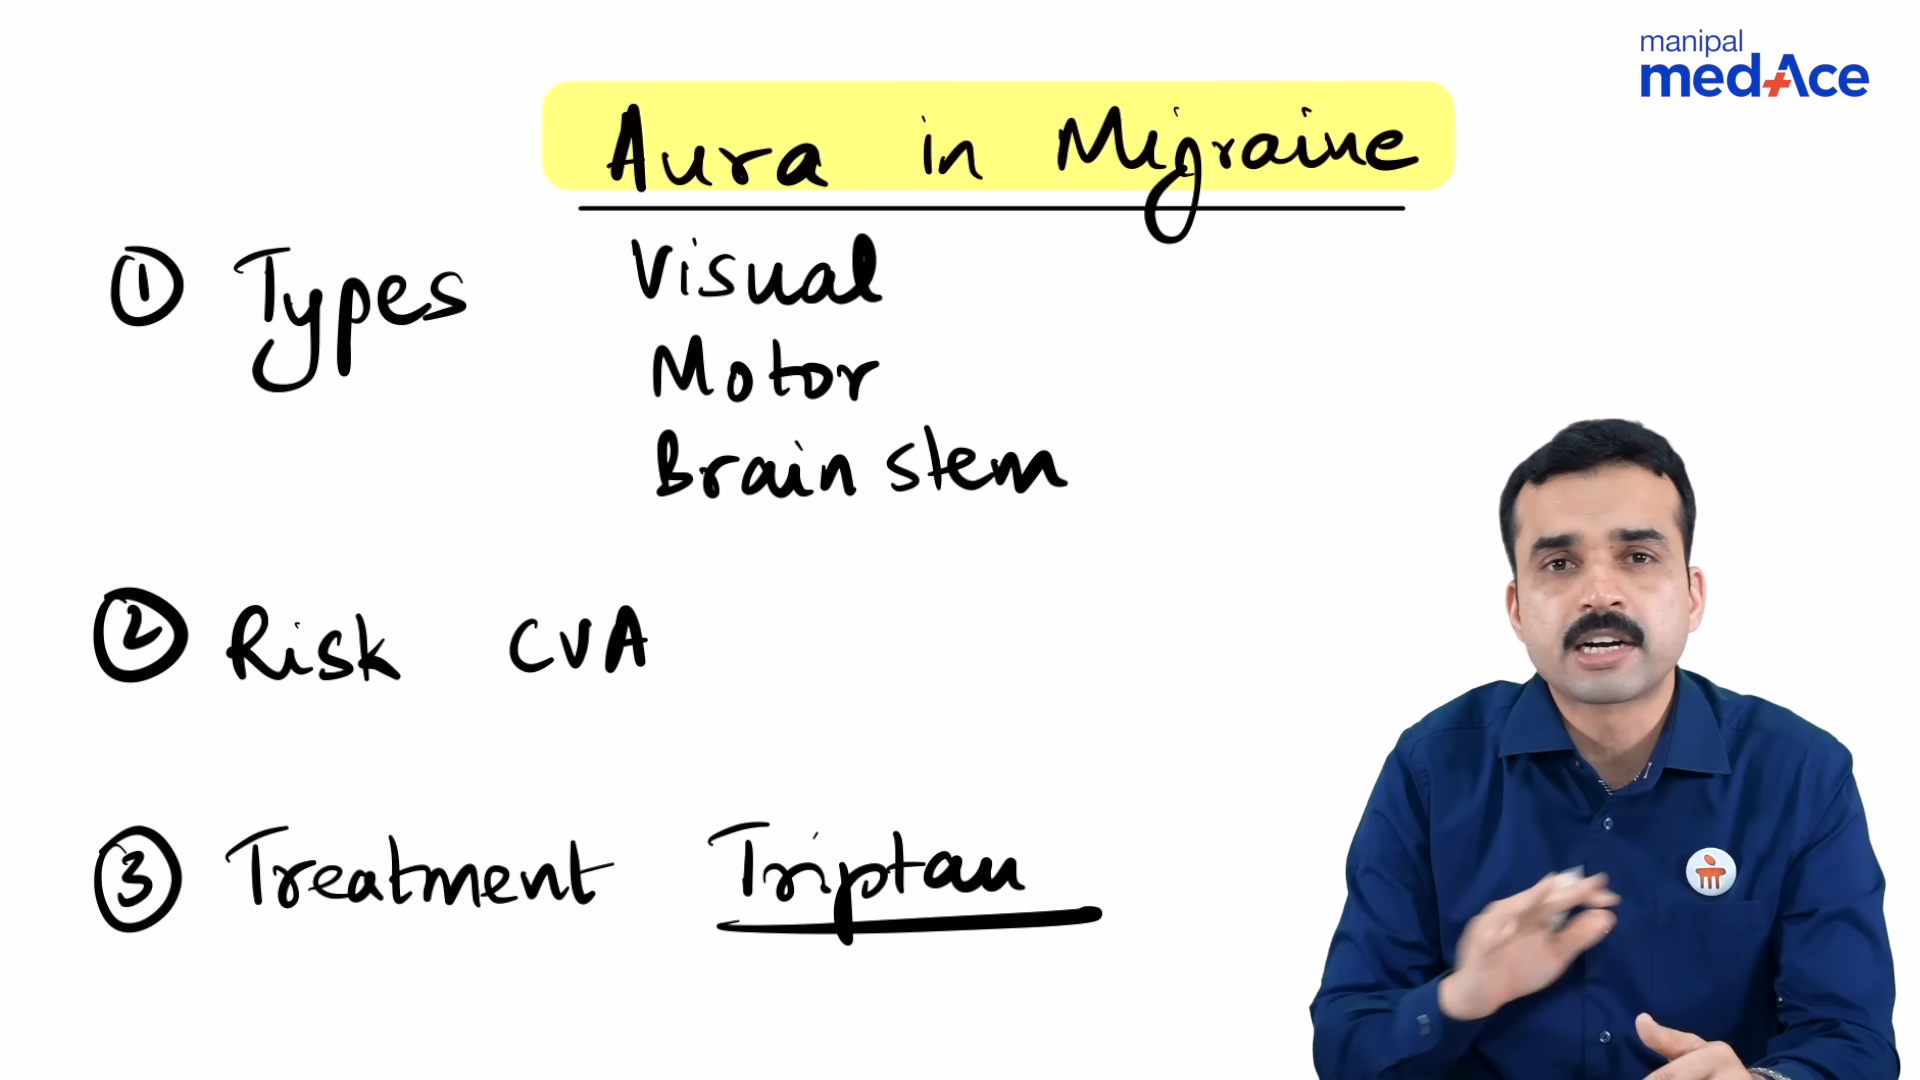 manipal
medAce
Aura in Migraine
1 Types Visual
Motor
Brain stem
2 Risk CVA
3 Treatment Triptan